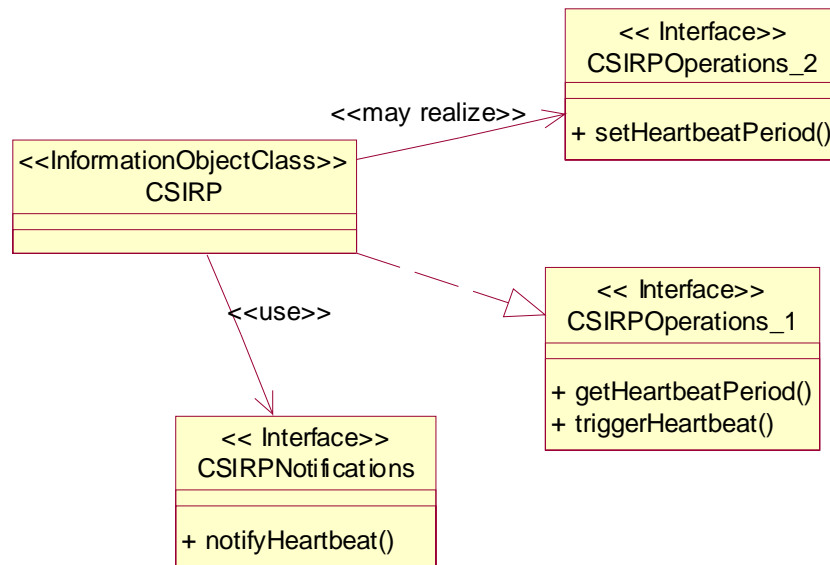 << Interface>>
CSIRPOperations_2
+ setHeartbeatPeriod()
<<may realize>>
<<InformationObjectClass>>
CSIRP
<<use>>
<< Interface>>
CSIRPOperations_1
+ getHeartbeatPeriod()
+ triggerHeartbeat()
<< Interface>>
CSIRPNotifications
+ notifyHeartbeat()